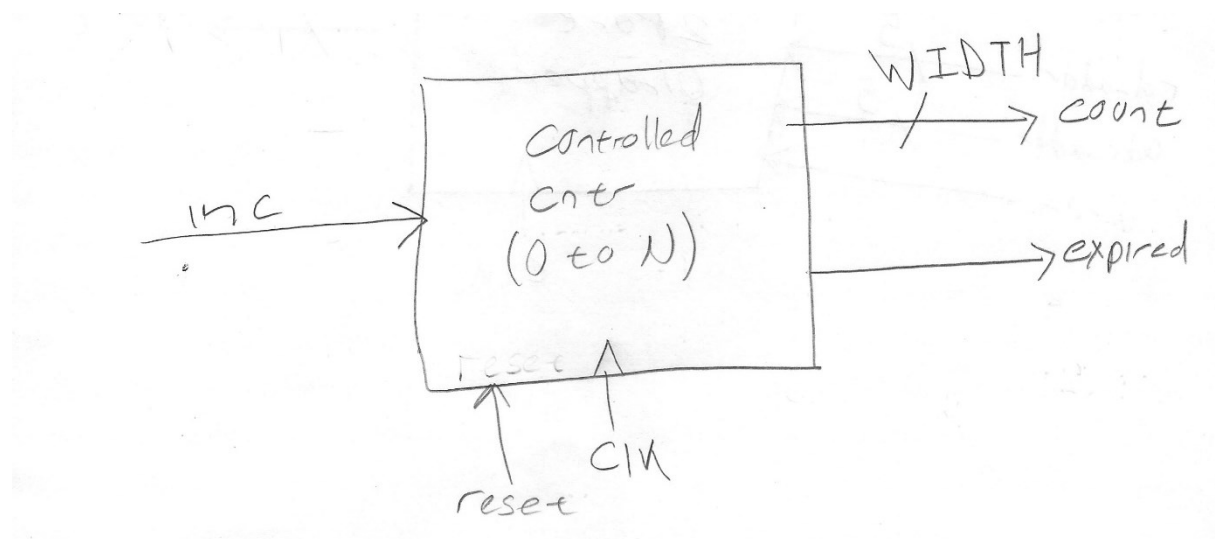 WIDTH
count
Controlled
Cntr
(0 to N)
inc
expired
reset
Clk
reset